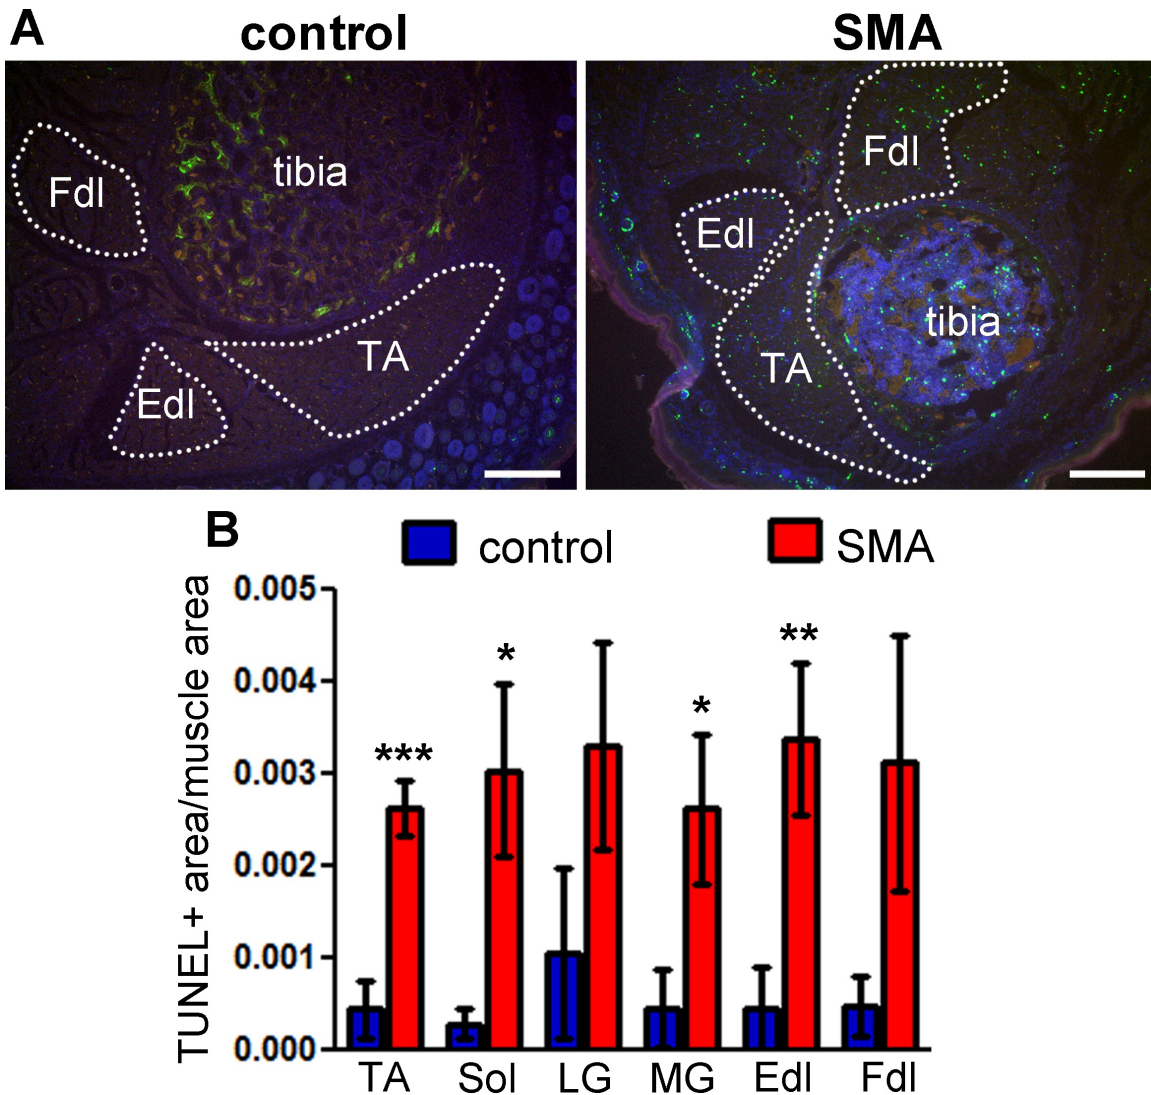 A
control
SMA
Fdl
tibia
TA
Edl
Fdl
Edl
tibia
TA
B
control
SMA
TUNEL+ area/muscle area
0.005
0.004
0.003
0.002
0.001
0.000
***
*
*
**
TA Sol LG MG Edl Fdl